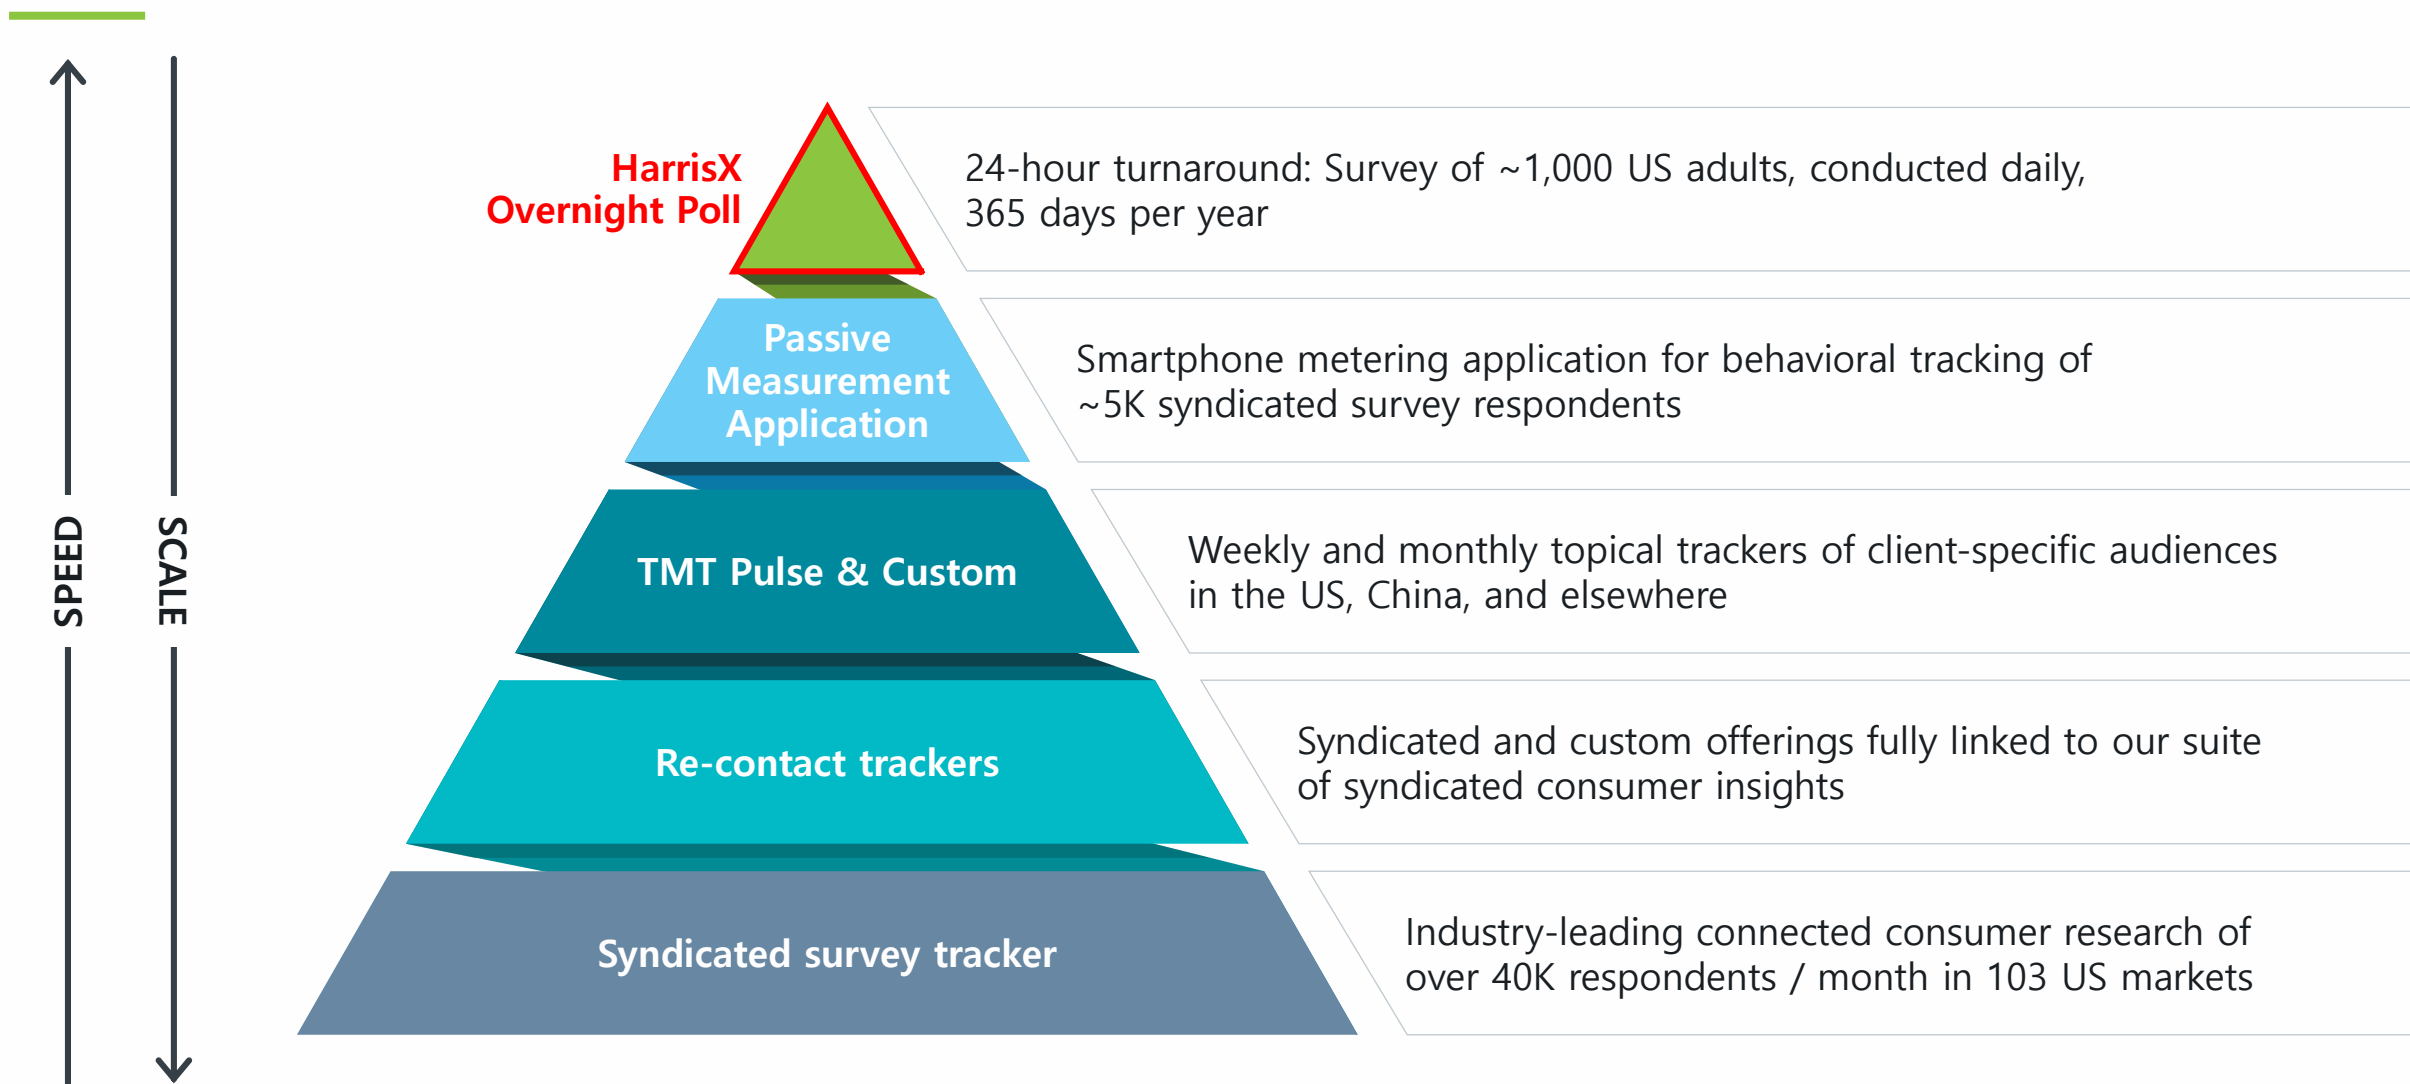 SPEED
SCALE
HarrisX
Overnight Poll
24-hour turnaround: Survey of ~1,000 US adults, conducted daily,
365 days per year
Passive
Measurement
Application
Smartphone metering application for behavioral tracking of
~5K syndicated survey respondents
TMT Pulse & Custom
Weekly and monthly topical trackers of client-specific audiences
in the US, China, and elsewhere
Re-contact trackers
Syndicated and custom offerings fully linked to our suite
of syndicated consumer insights
Syndicated survey tracker
Industry-leading connected consumer research of
over 40K respondents / month in 103 US markets